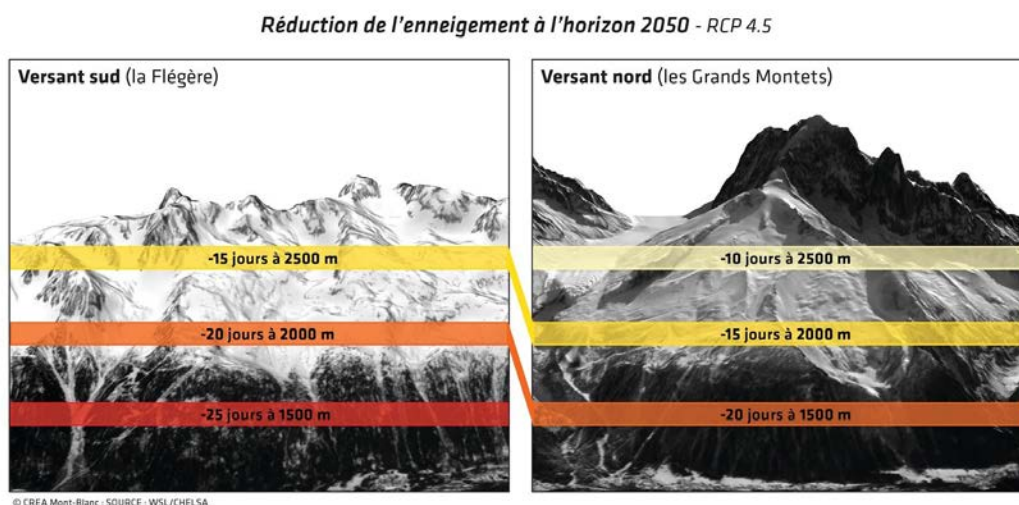 Réduction de l'enneigement à l'horizon 2050 - RCP 4.5
Versant sud (la Flégère)
-15 jours à 2500 m
-20 jours à 2000 m
-25 jours à 1500 m
Versant nord (les Grands Montets)
-10 jours à 2500 m
-15 jours à 2000 m
-20 jours à 1500 m
© CREA Mont-Blanc : SOURCE : WSL/CHELSA